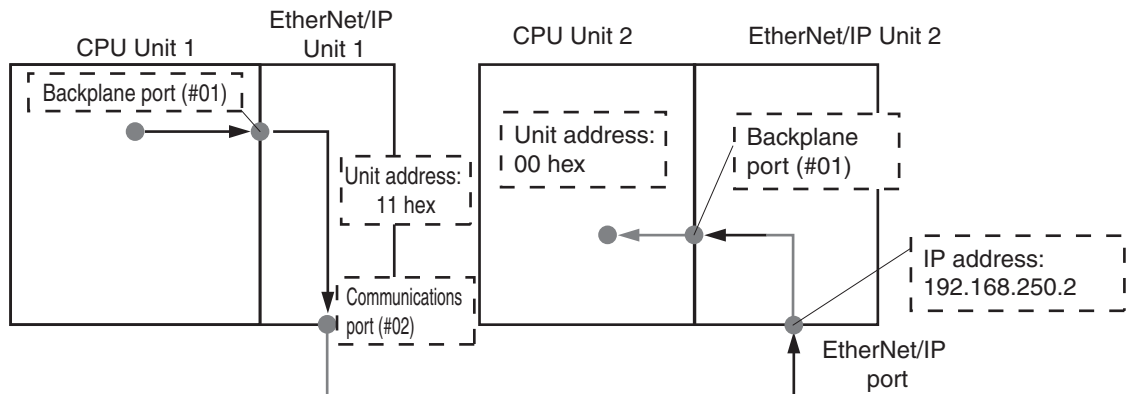 CPU Unit 1
EtherNet/IP
Unit 1
Backplane port (#01)
Unit address:
11 hex
Communications
port (#02)
CPU Unit 2
EtherNet/IP Unit 2
Unit address:
00 hex
Backplane
port (#01)
IP address:
192.168.250.2
EtherNet/IP
port